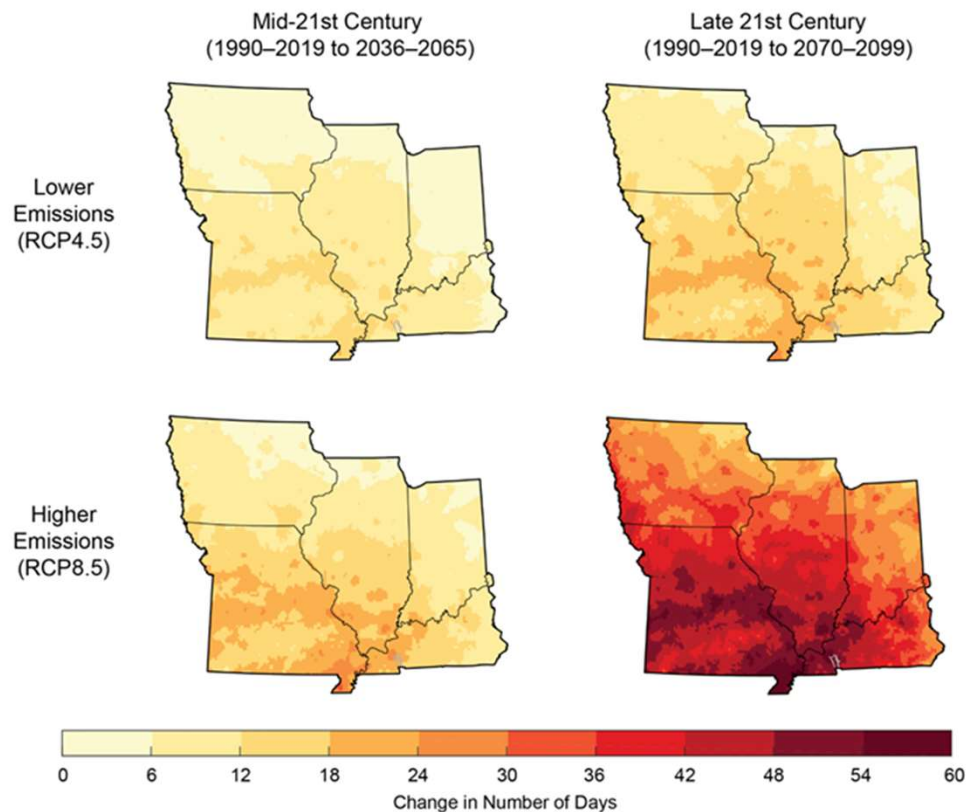 Mid-21st Century
(1990–2019 to 2036–2065)
Late 21st Century
(1990–2019 to 2070–2099)
Lower
Emissions
(RCP4.5)
Higher
Emissions
(RCP8.5)
0 6 12 18 24 30 36 42 48 54 60
Change in Number of Days